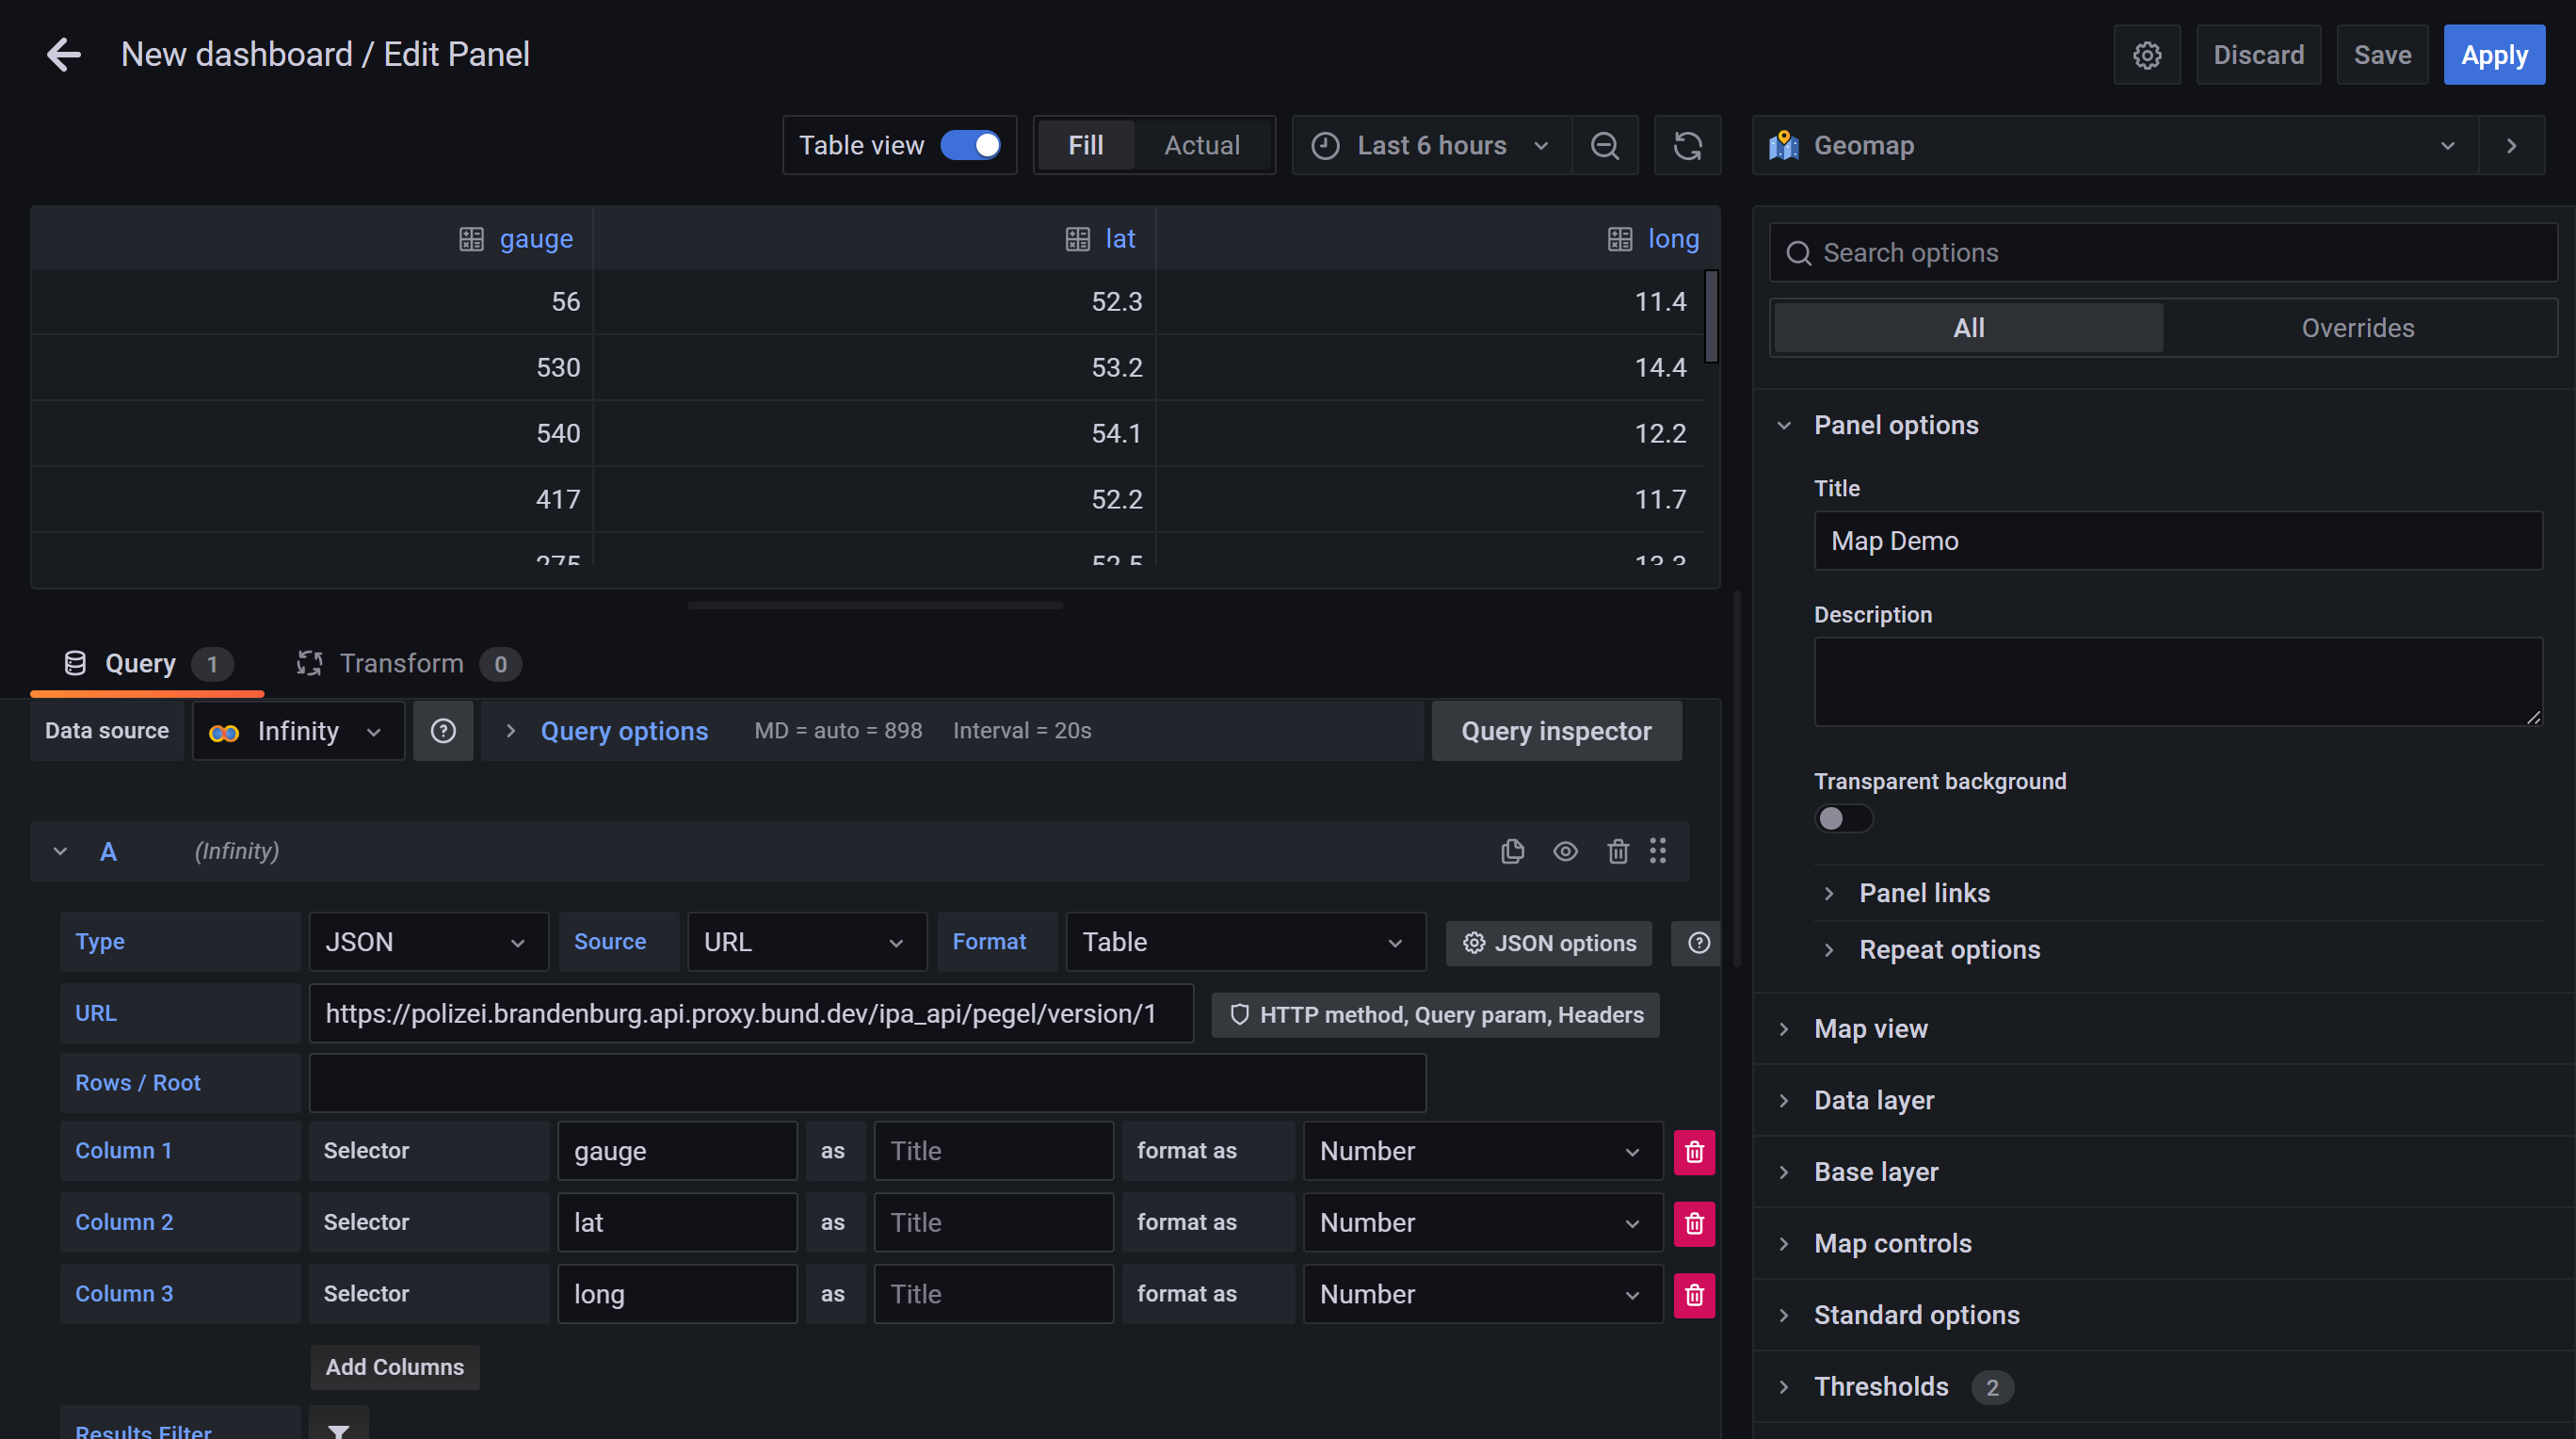 New dashboard / Edit Panel
Discard
Save
Apply
Table view
Fill
Actual
Last 6 hours
Geomap
gauge lat long
56 52.3 11.4
530 53.2 14.4
540 54.1 12.2
417 52.2 11.7
275 52.5 13.3
Query 1
Transform 0
Data source
Infinity
Query options MD = auto = 898 Interval = 20s
Query inspector
A (Infinity)
Type JSON Source URL Format Table JSON options
URL https://polizei.brandenburg.api.proxy.bund.dev/ipa_api/pegel/version/1 HTTP method, Query param, Headers
Rows / Root
Column 1 Selector gauge as Title format as Number
Column 2 Selector lat as Title format as Number
Column 3 Selector long as Title format as Number
Add Columns
Results Filter
Search options
All
Overrides
Panel options
Title
Map Demo
Description
Transparent background
Panel links
Repeat options
Map view
Data layer
Base layer
Map controls
Standard options
Thresholds 2